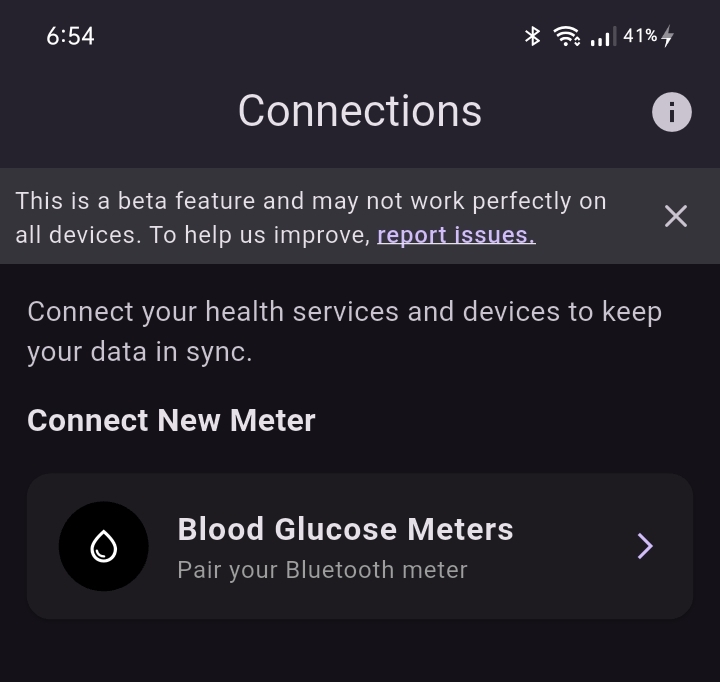 6:54
41%
Connections
This is a beta feature and may not work perfectly on
all devices. To help us improve, report issues.
Connect your health services and devices to keep
your data in sync.
Connect New Meter
Blood Glucose Meters
Pair your Bluetooth meter